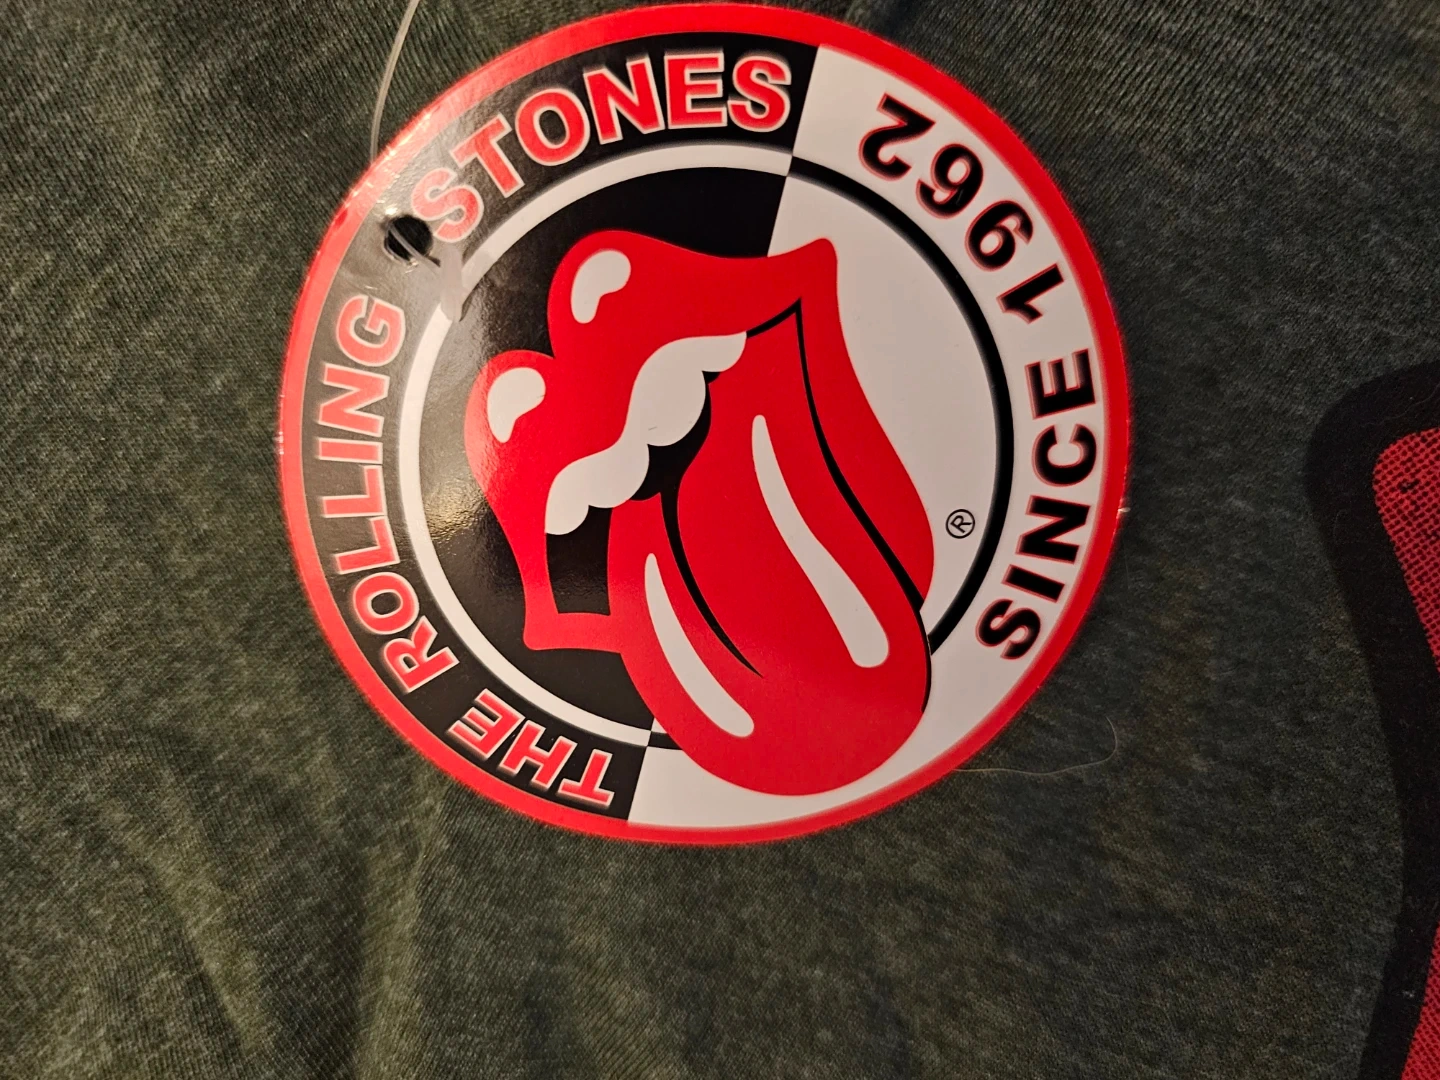 THE ROLLING STONES
SINCE 1962
®